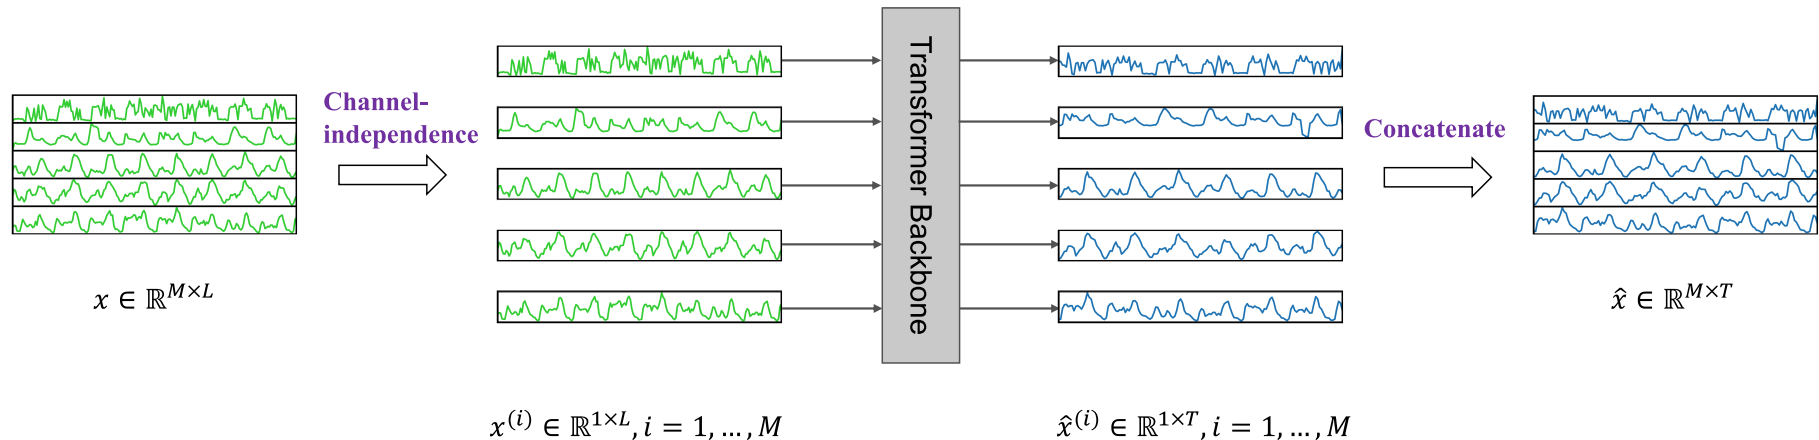 Channel-
independence
Transformer Backbone
Concatenate
x ∈ ℝ^{M×L}
x̂ ∈ ℝ^{M×T}
x^{(i)} ∈ ℝ^{1×L}, i = 1, …, M
x̂^{(i)} ∈ ℝ^{1×T}, i = 1, …, M